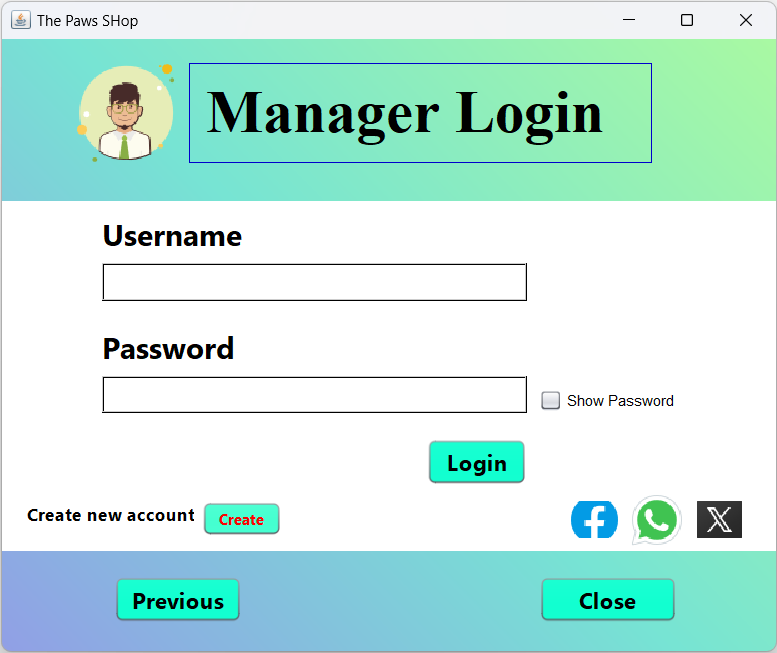 The Paws SHop
Manager Login
Username
Password
Show Password
Login
Create new account Create
Previous Close